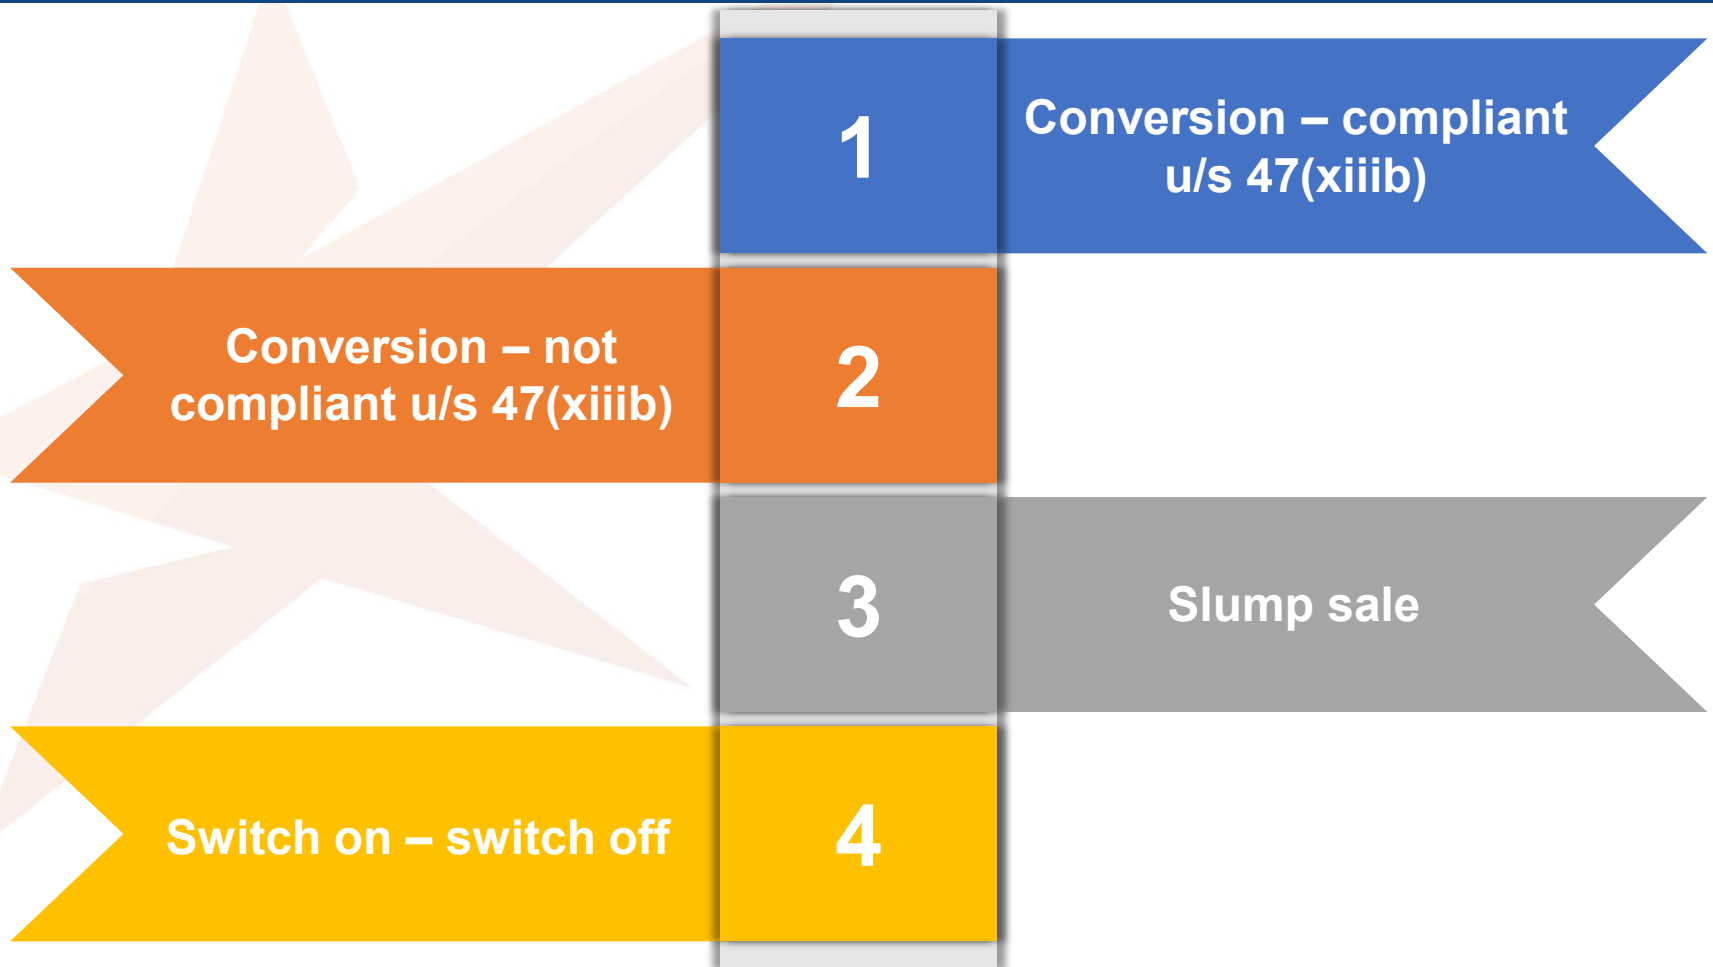 1
Conversion – compliant
u/s 47(xiiib)
Conversion – not
compliant u/s 47(xiiib)
2
3
Slump sale
Switch on – switch off
4